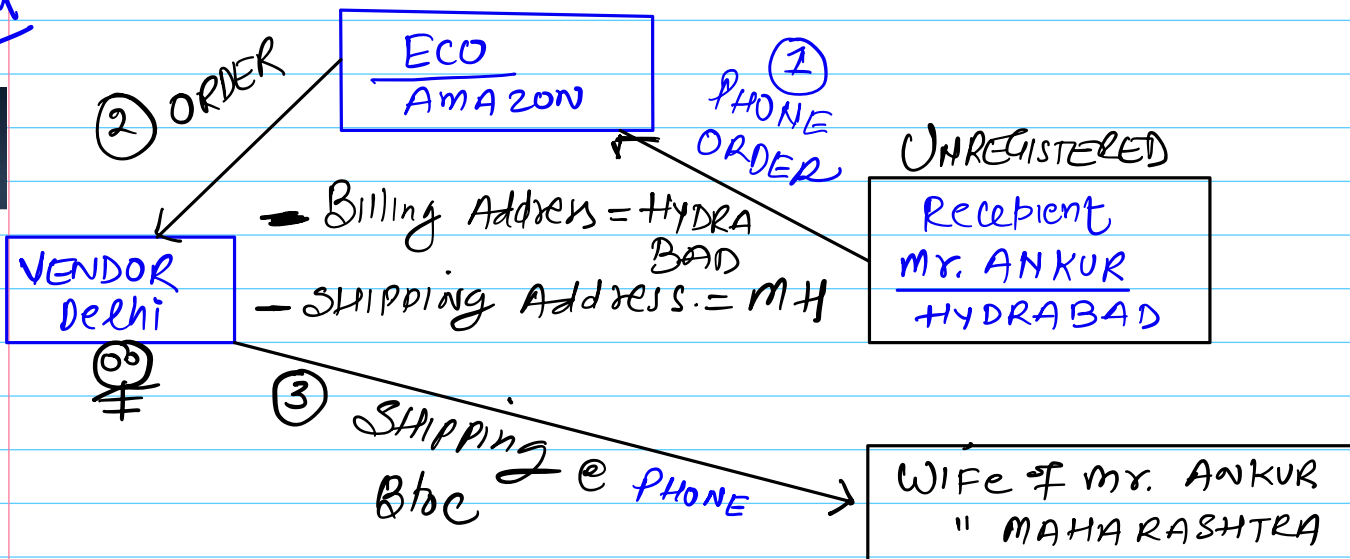 ECO
AMAZON
② ORDER
①
PHONE
ORDER
UNREGISTERED
Recepient
Mr. ANKUR
HYDRABAD
- Billing Address = HYDRA
BAD
- SHIPPING Address. = MH
VENDOR
Delhi
③ SHIPPING @ PHONE
BtoC
WIFe of Mr. ANKUR
" MAHARASHTRA